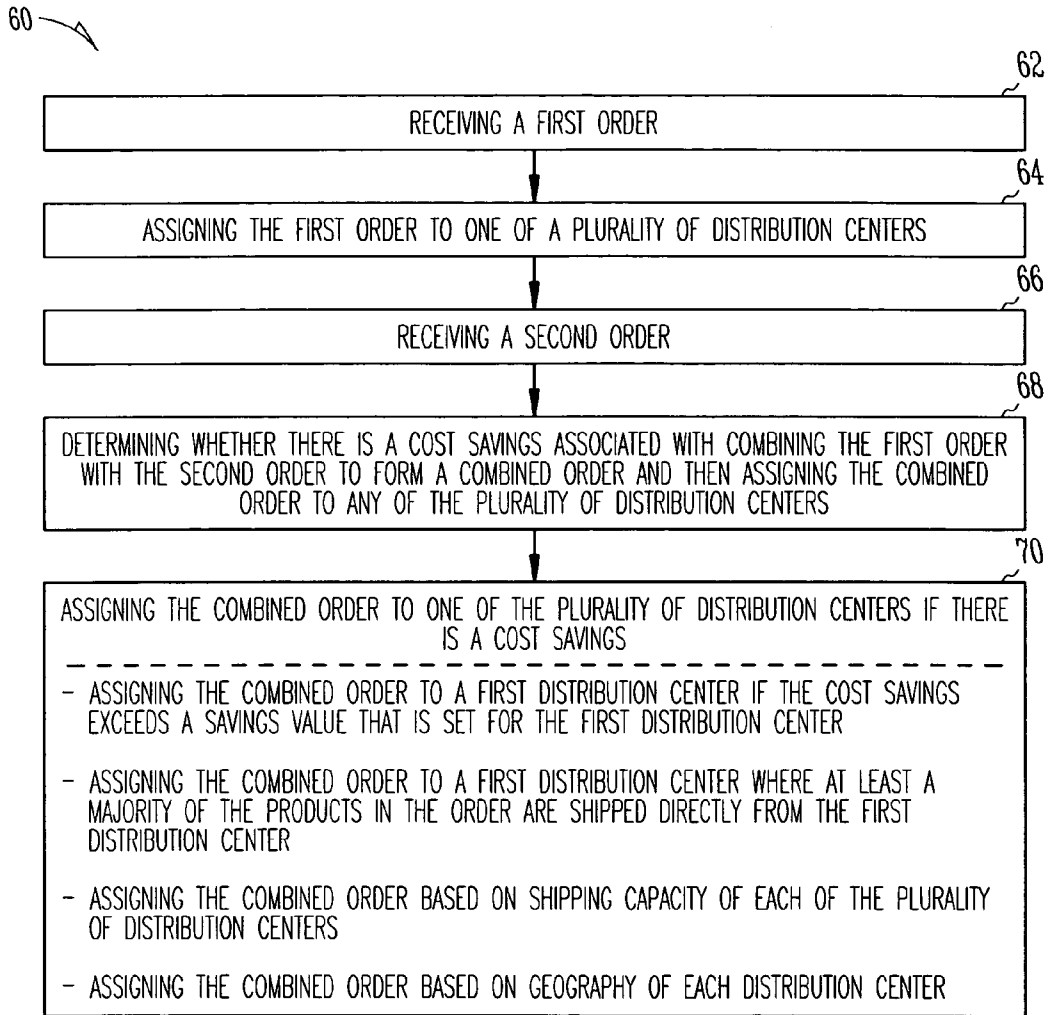 60
62
RECEIVING A FIRST ORDER
64
ASSIGNING THE FIRST ORDER TO ONE OF A PLURALITY OF DISTRIBUTION CENTERS
66
RECEIVING A SECOND ORDER
68
DETERMINING WHETHER THERE IS A COST SAVINGS ASSOCIATED WITH COMBINING THE FIRST ORDER
WITH THE SECOND ORDER TO FORM A COMBINED ORDER AND THEN ASSIGNING THE COMBINED
ORDER TO ANY OF THE PLURALITY OF DISTRIBUTION CENTERS
70
ASSIGNING THE COMBINED ORDER TO ONE OF THE PLURALITY OF DISTRIBUTION CENTERS IF THERE
IS A COST SAVINGS
- ASSIGNING THE COMBINED ORDER TO A FIRST DISTRIBUTION CENTER IF THE COST SAVINGS
EXCEEDS A SAVINGS VALUE THAT IS SET FOR THE FIRST DISTRIBUTION CENTER
- ASSIGNING THE COMBINED ORDER TO A FIRST DISTRIBUTION CENTER WHERE AT LEAST A
MAJORITY OF THE PRODUCTS IN THE ORDER ARE SHIPPED DIRECTLY FROM THE FIRST
DISTRIBUTION CENTER
- ASSIGNING THE COMBINED ORDER BASED ON SHIPPING CAPACITY OF EACH OF THE PLURALITY
OF DISTRIBUTION CENTERS
- ASSIGNING THE COMBINED ORDER BASED ON GEOGRAPHY OF EACH DISTRIBUTION CENTER